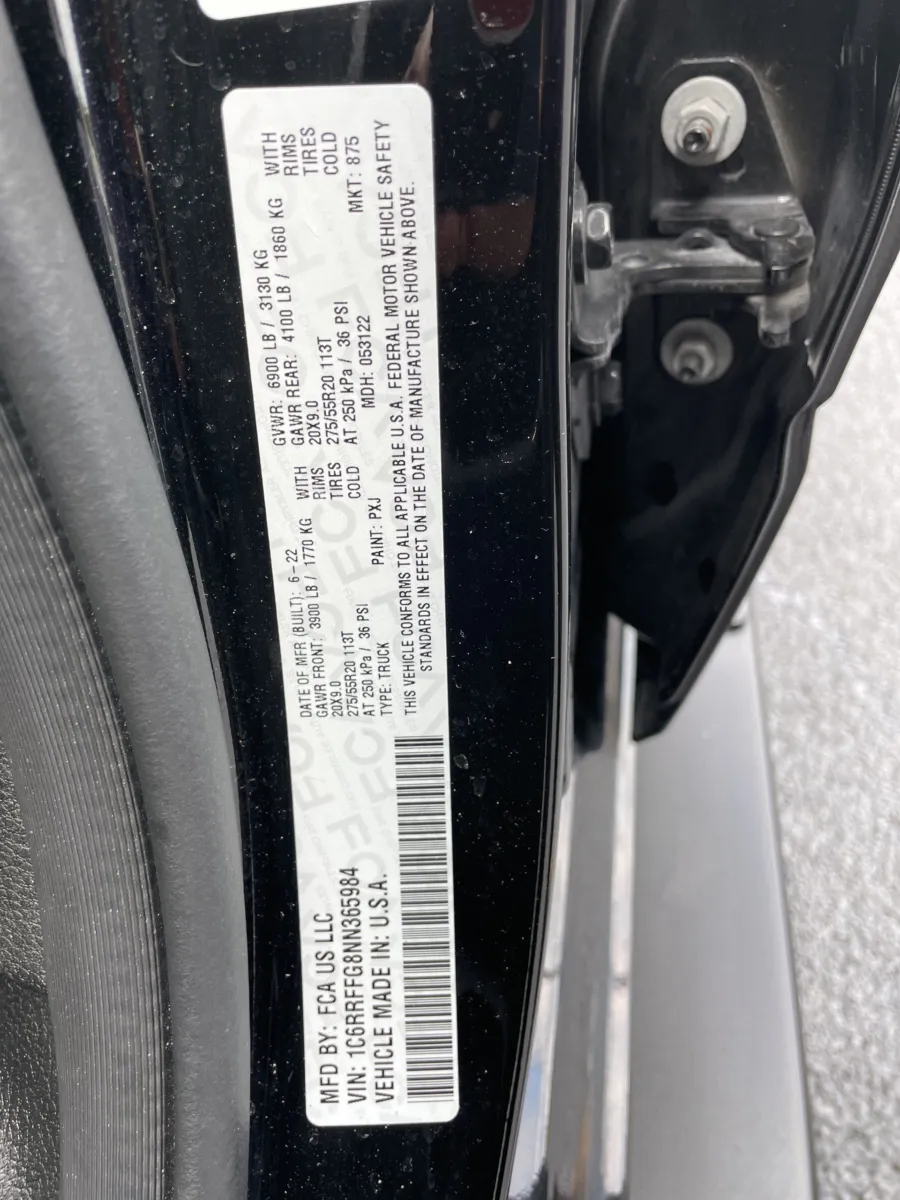 MFD BY: FCA US LLC
VIN: 1C6RRFFG8NN365984
VEHICLE MADE IN: U.S.A.
DATE OF MFR (BUILT): 6-22 GVWR: 6900 LB / 3130 KG
GAWR FRONT: 3900 LB / 1770 KG WITH GAWR REAR: 4100 LB / 1860 KG WITH
20X9.0 RIMS 20X9.0 RIMS
275/55R20 113T TIRES 275/55R20 113T TIRES
AT 250 kPa / 36 PSI COLD AT 250 kPa / 36 PSI COLD
TYPE: TRUCK PAINT: PXJ MDH: 053122 MKT: 875
THIS VEHICLE CONFORMS TO ALL APPLICABLE U.S.A. FEDERAL MOTOR VEHICLE SAFETY
STANDARDS IN EFFECT ON THE DATE OF MANUFACTURE SHOWN ABOVE.